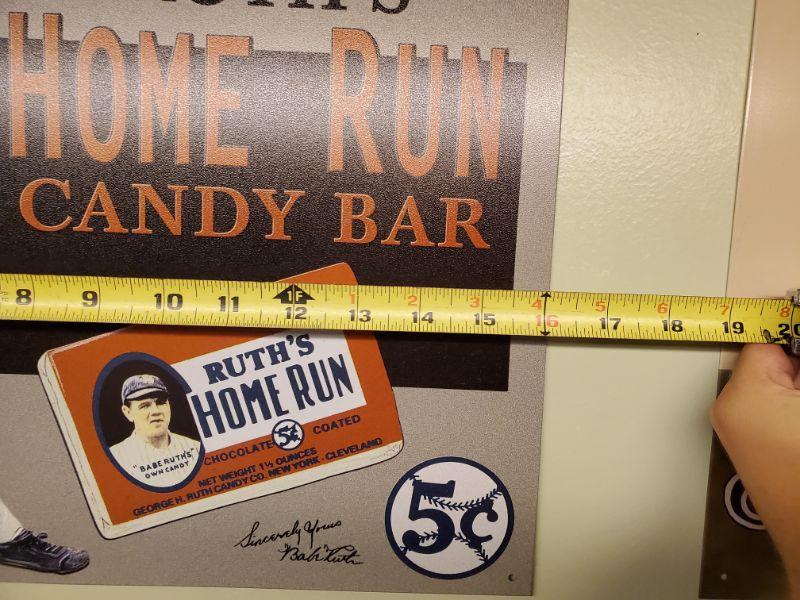 HOME RUN
CANDY BAR
1F 1 2 3 4 5 6 7 8
8 9 10 11 12 13 14 15 16 17 18 19 20
RUTH'S
HOME RUN
CHOCOLATE 5¢ COATED
"BABE RUTH'S"
OWN CANDY
NET WEIGHT 1½ OUNCES
GEORGE H. RUTH CANDY CO. NEW YORK - CLEVELAND
5¢
Sincerely Yours
"Babe" Ruth